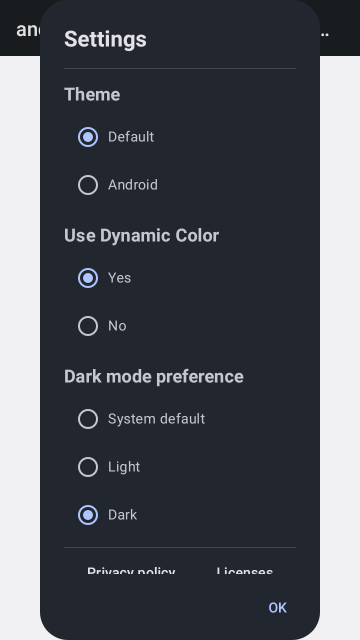 Settings
Theme
Default
Android
Use Dynamic Color
Yes
No
Dark mode preference
System default
Light
Dark
Privacy policy Licenses
OK